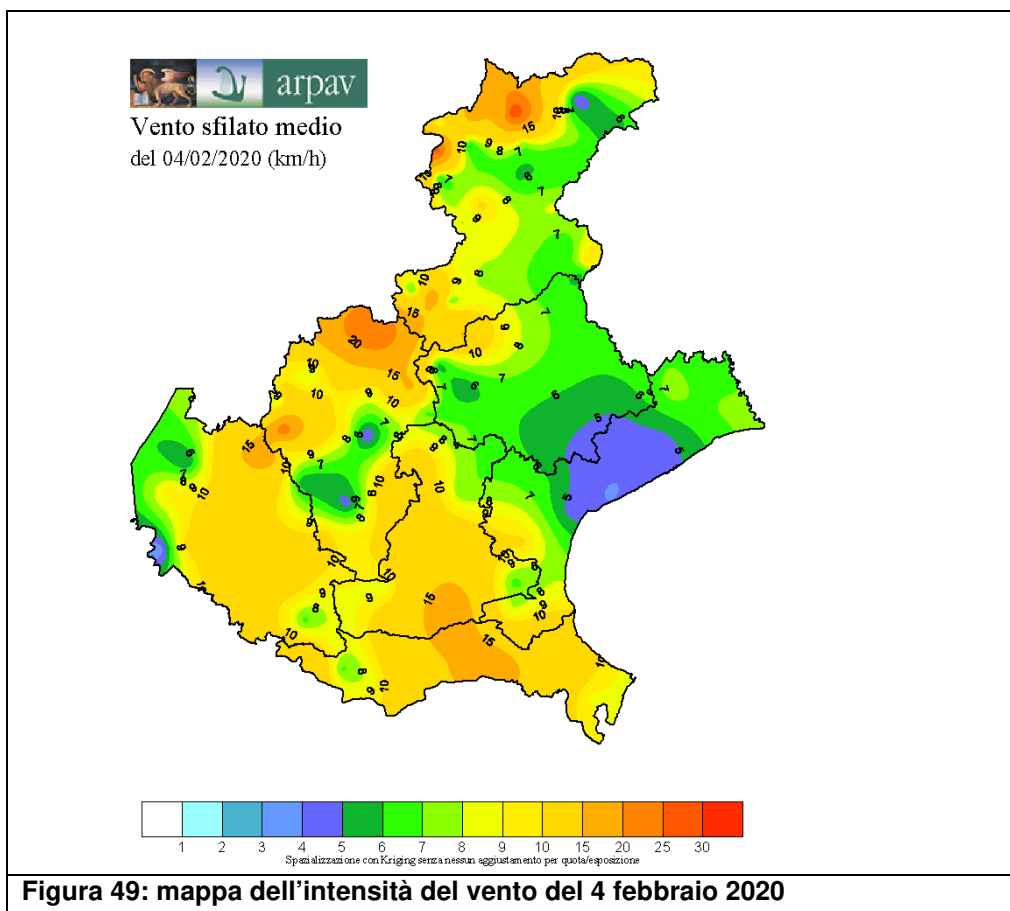 arpav
Vento sfilato medio
del 04/02/2020 (km/h)
1 2 3 4 5 6 7 8 9 10 15 20 25 30
Spazializzazione con Kriging senza nessun aggiustamento per quota/esposizione
Figura 49: mappa dell'intensità del vento del 4 febbraio 2020